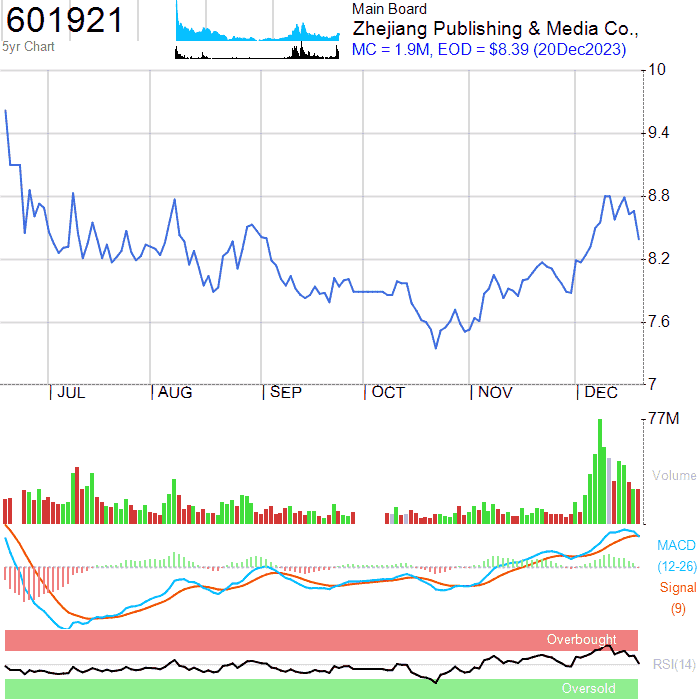 601921
5yr Chart
Main Board
Zhejiang Publishing & Media Co.,
MC = 1.9M, EOD = $8.39 (20Dec2023)
10
9.4
8.8
8.2
7.6
7
JUL AUG SEP OCT NOV DEC
77M
Volume
MACD
(12-26)
Signal
(9)
Overbought
RSI(14)
Oversold